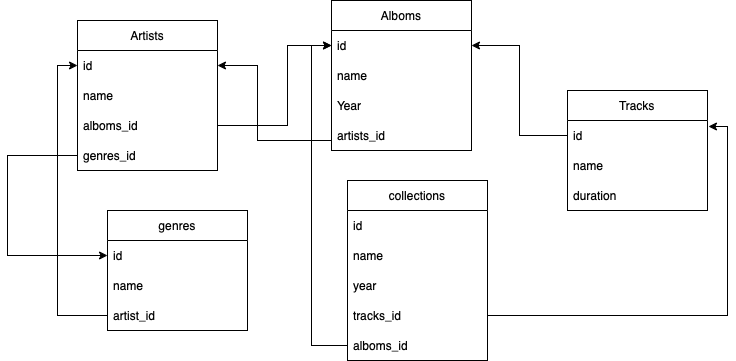 Artists
id
name
alboms_id
genres_id
Alboms
id
name
Year
artists_id
Tracks
id
name
duration
genres
id
name
artist_id
collections
id
name
year
tracks_id
alboms_id